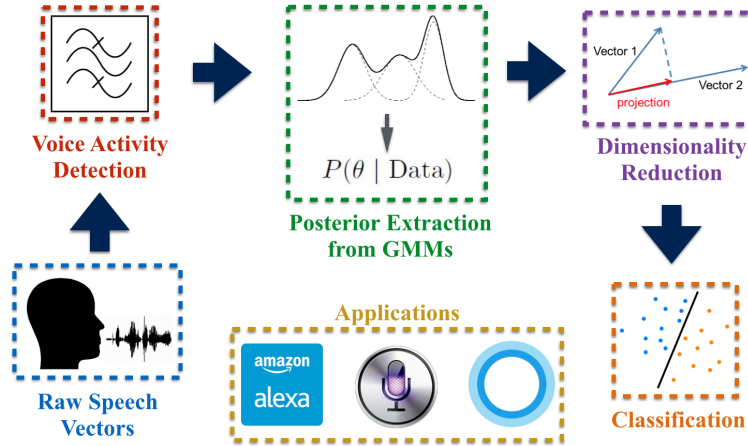 Vector 1
Vector 2
projection
Voice Activity
Detection
P(θ | Data)
Dimensionality
Reduction
Posterior Extraction
from GMMs
Applications
amazon
alexa
Raw Speech
Vectors
Classification